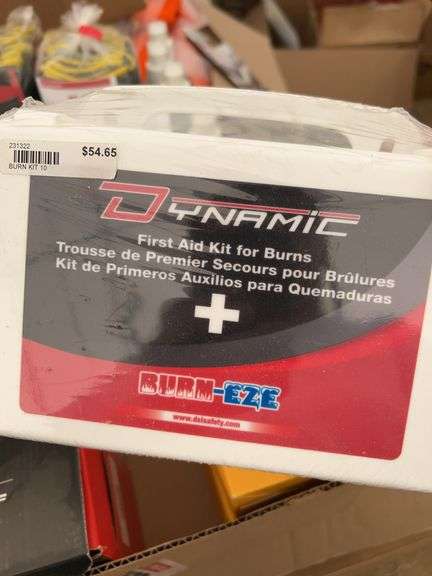 231322
$54.65
BURN KIT 10
DYNAMIC
First Aid Kit for Burns
Trousse de Premier Secours pour Brûlures
Kit de Primeros Auxilios para Quemaduras
BURN-EZE
www.dsisafety.com